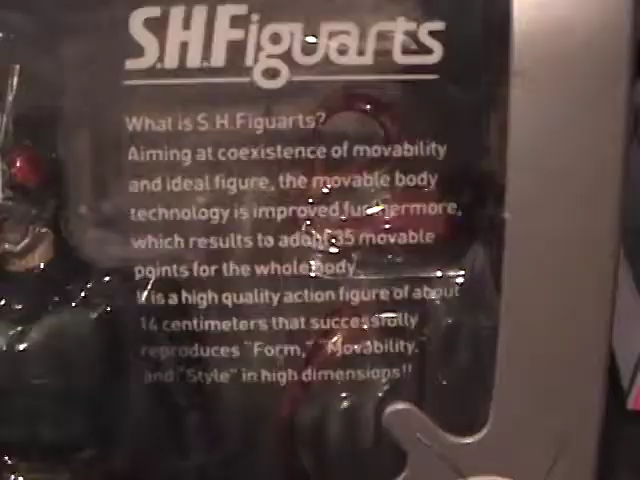 S.H.Figuarts
What is S.H.Figuarts?
Aiming at coexistence of movability
and ideal figure, the movable body
technology is improved furthermore,
which results to adopt 35 movable
points for the whole body.
It is a high quality action figure of about
14 centimeters that successfully
reproduces "Form," "Movability,"
and "Style" in high dimensions!!